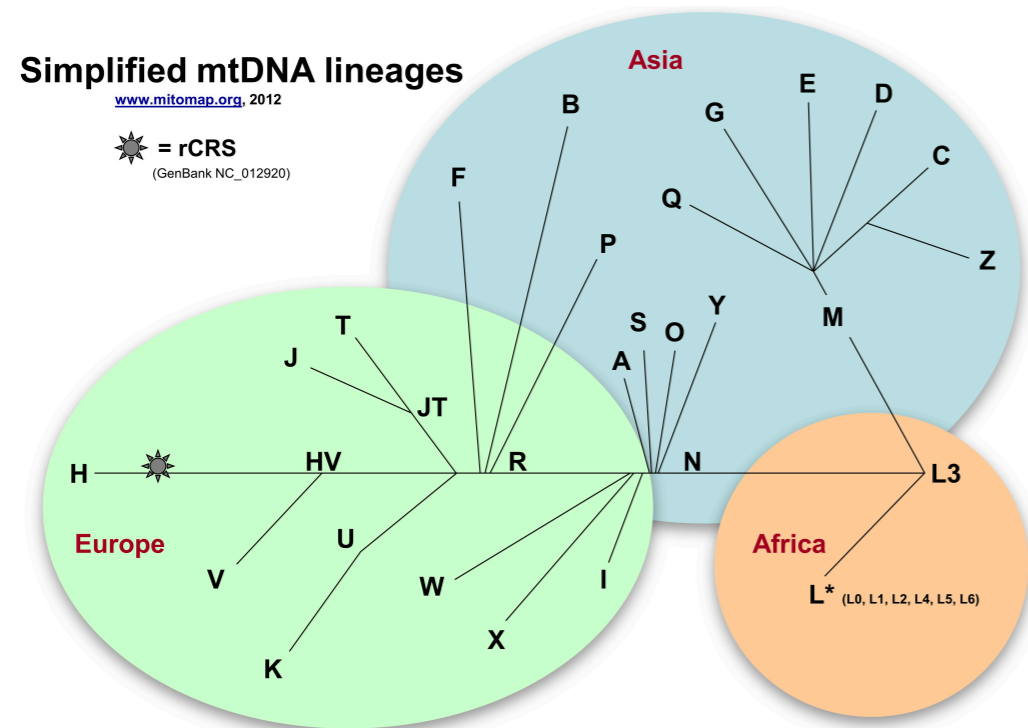 Simplified mtDNA lineages
www.mitomap.org, 2012
= rCRS
(GenBank NC_012920)
Asia
B
G
E
D
C
F
Q
P
Z
M
T
J
JT
S
O
Y
A
H
HV
R
N
L3
Europe
V
U
K
W
X
I
Africa
L* (L0, L1, L2, L4, L5, L6)